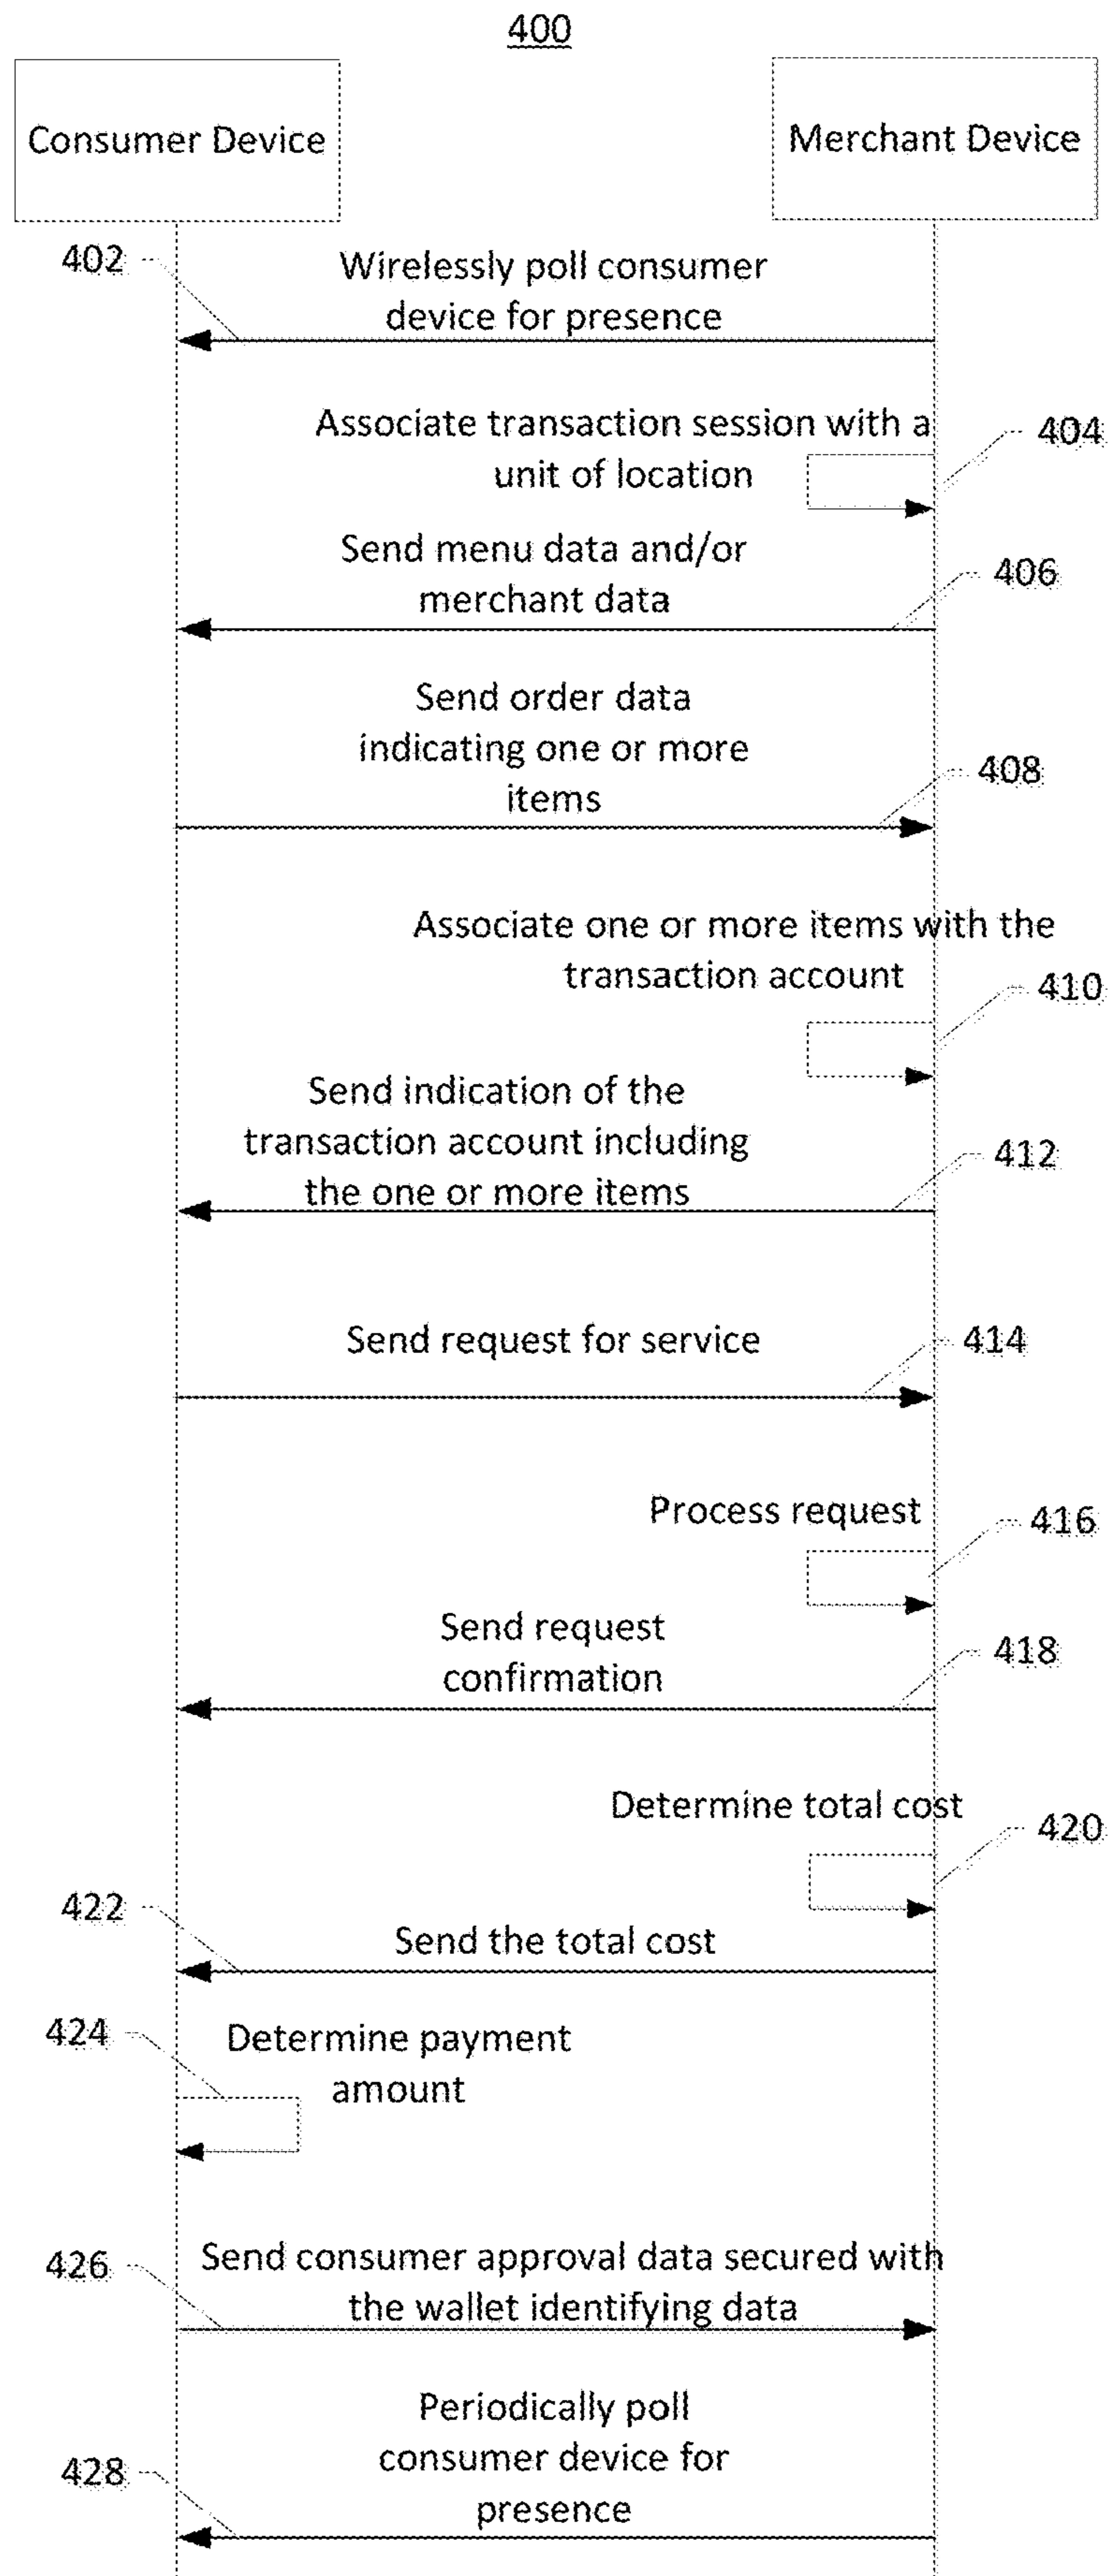 400
Consumer Device
Merchant Device
402
Wirelessly poll consumer
device for presence
Associate transaction session with a
unit of location
404
Send menu data and/or
merchant data
406
Send order data
indicating one or more
items
408
Associate one or more items with the
transaction account
410
Send indication of the
transaction account including
the one or more items
412
Send request for service
414
Process request
416
Send request
confirmation
418
Determine total cost
420
422
Send the total cost
424
Determine payment
amount
426
Send consumer approval data secured with
the wallet identifying data
Periodically poll
consumer device for
presence
428